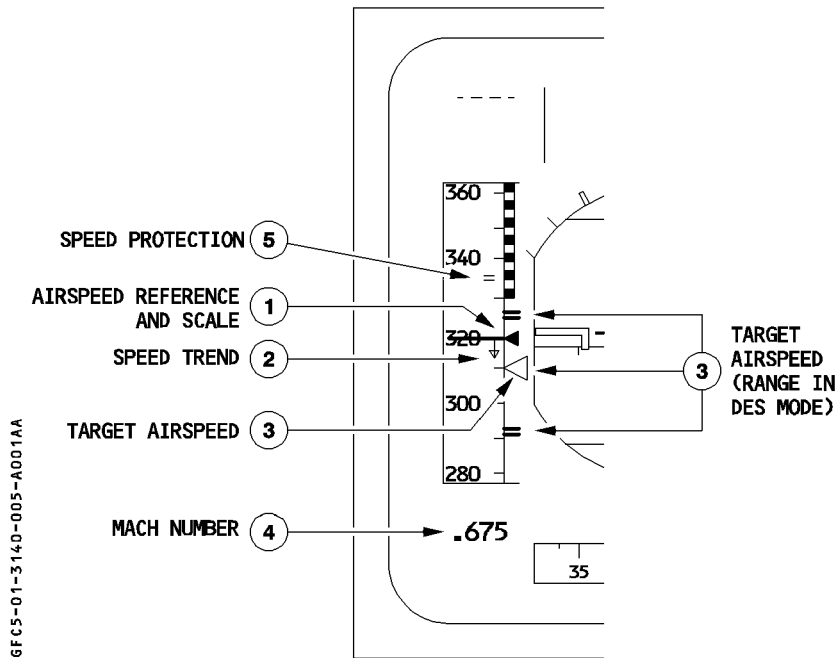 360
SPEED PROTECTION 5
340
AIRSPEED REFERENCE
AND SCALE 1
320
SPEED TREND 2
TARGET
AIRSPEED
(RANGE IN
DES MODE)
3
300
TARGET AIRSPEED 3
280
MACH NUMBER 4
.675
35
GFC5-01-3140-005-A001AA